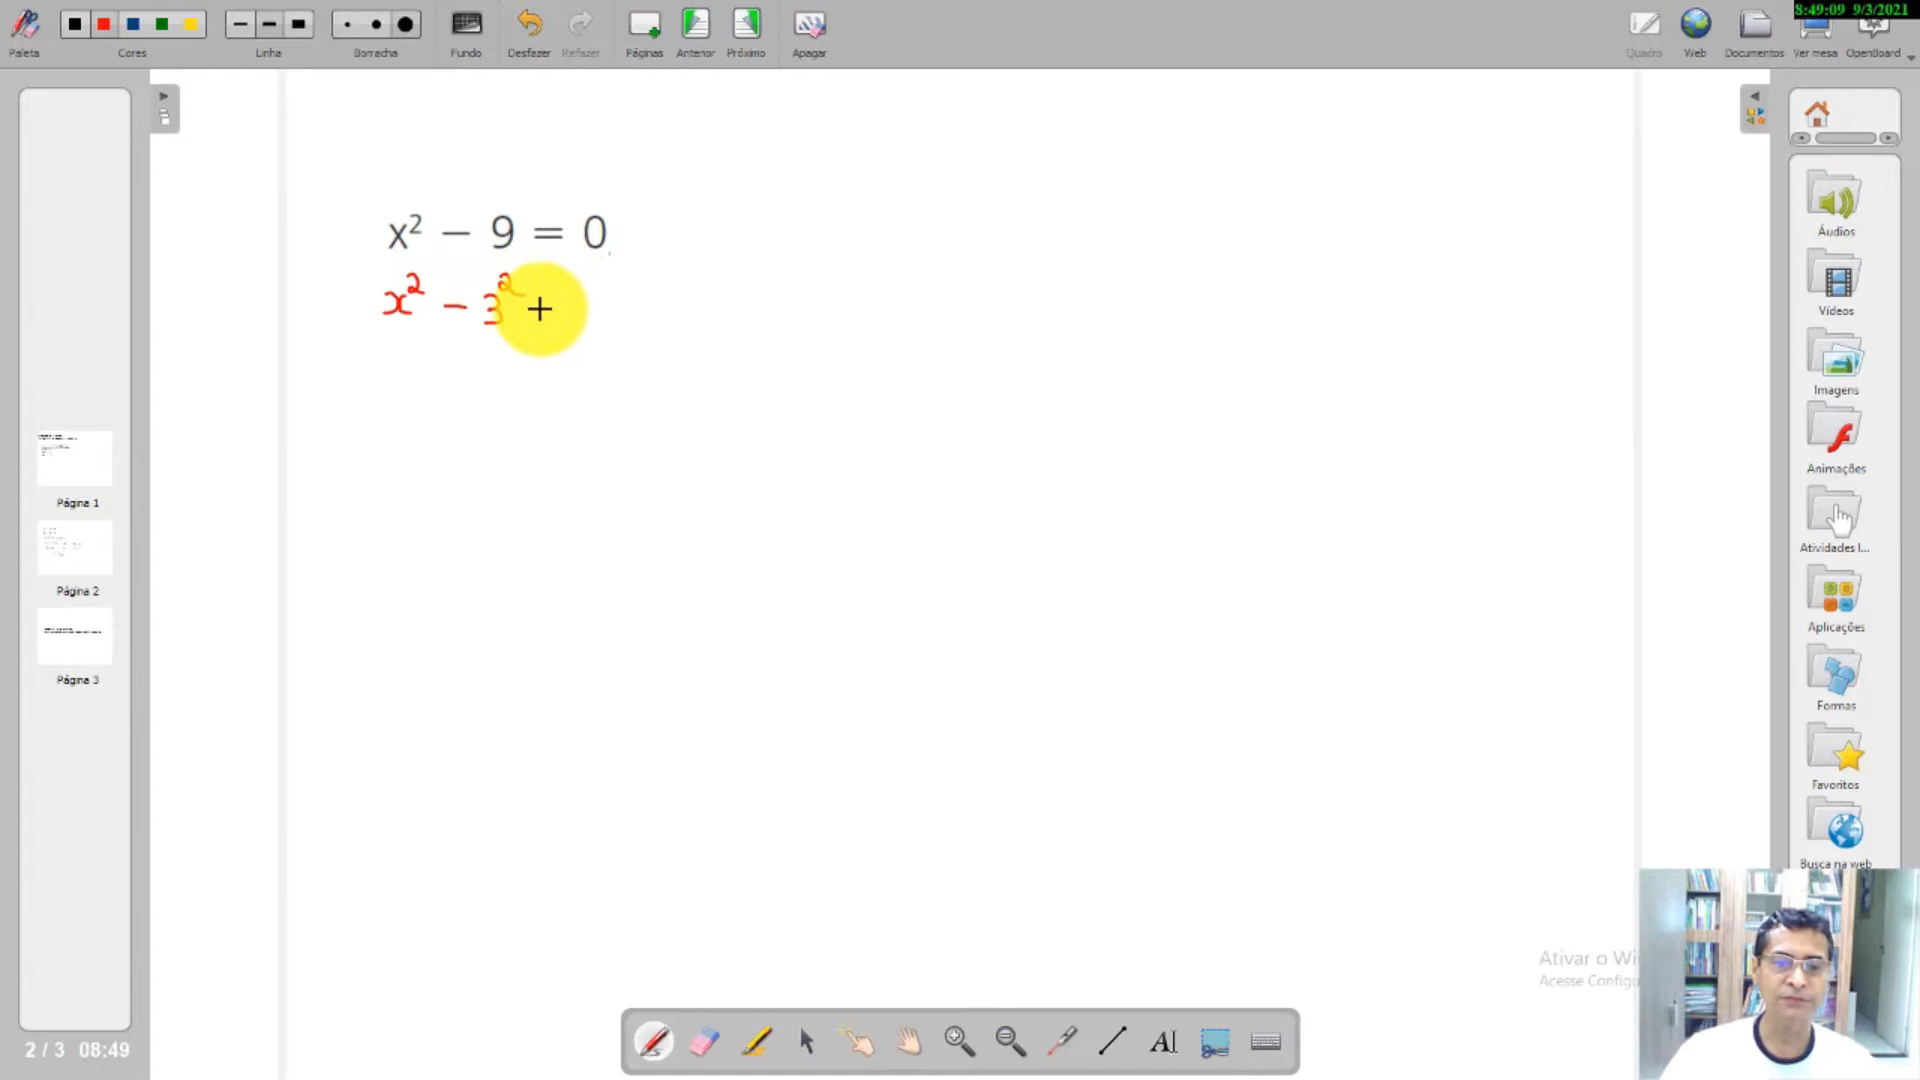 8:49:09 9/3/2021
Paleta
Cores
Linha
Borracha
Fundo
Desfazer
Refazer
Páginas
Anterior
Próximo
Apagar
Quadro
Web
Documentos
Ver mesa
OpenBoard
x² − 9 = 0
x² − 3²
Página 1
Página 2
Página 3
2 / 3 08:49
Áudios
Vídeos
Imagens
Animações
Atividades I...
Aplicações
Formas
Favoritos
Busca na web
Ativar o Wi
Acesse Configu
AI